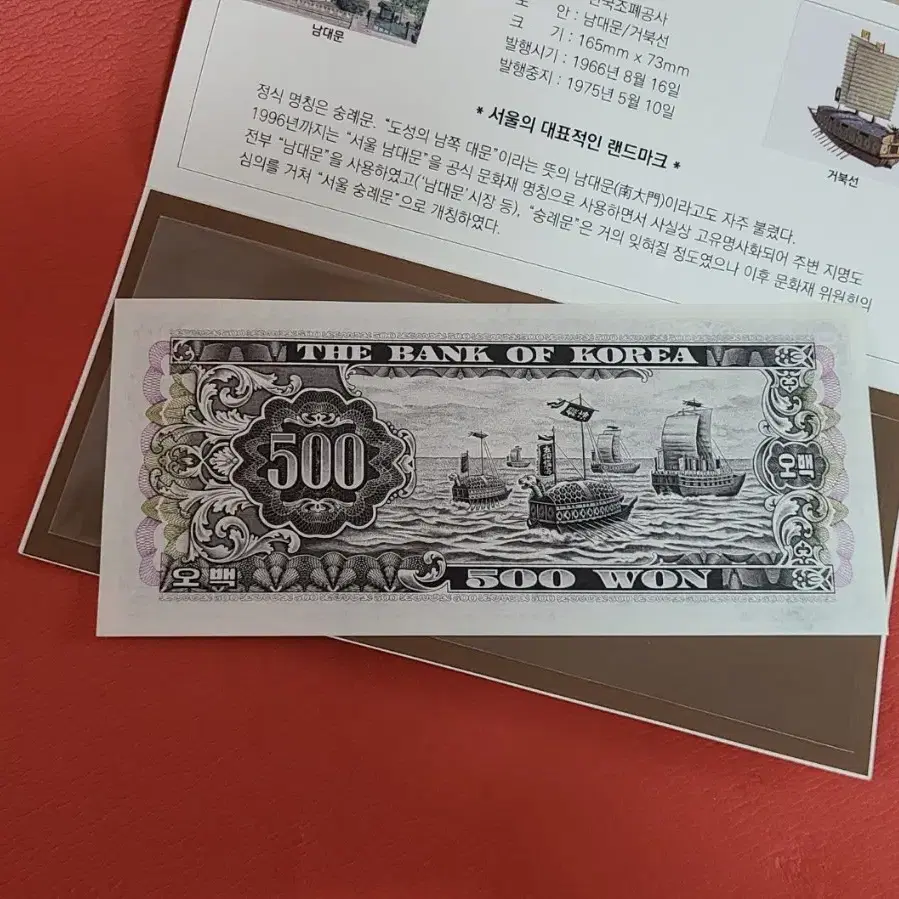 한국조폐공사
도 안 : 남대문/거북선
크 기 : 165mm x 73mm
발행시기 : 1966년 8월 16일
발행중지 : 1975년 5월 10일
남대문
거북선
* 서울의 대표적인 랜드마크 *
정식 명칭은 숭례문. “도성의 남쪽 대문”이라는 뜻의 남대문(南大門)이라고도 자주 불렸다.
1996년까지는 “서울 남대문”을 공식 문화재 명칭으로 사용하면서 사실상 고유명사화되어 주변 지명도
전부 “남대문”을 사용하였고(‘남대문’시장 등), “숭례문”은 거의 잊혀질 정도였으나 이후 문화재 위원회의
심의를 거쳐 “서울 숭례문”으로 개칭하였다.
THE BANK OF KOREA
500
오백
오백
500 WON